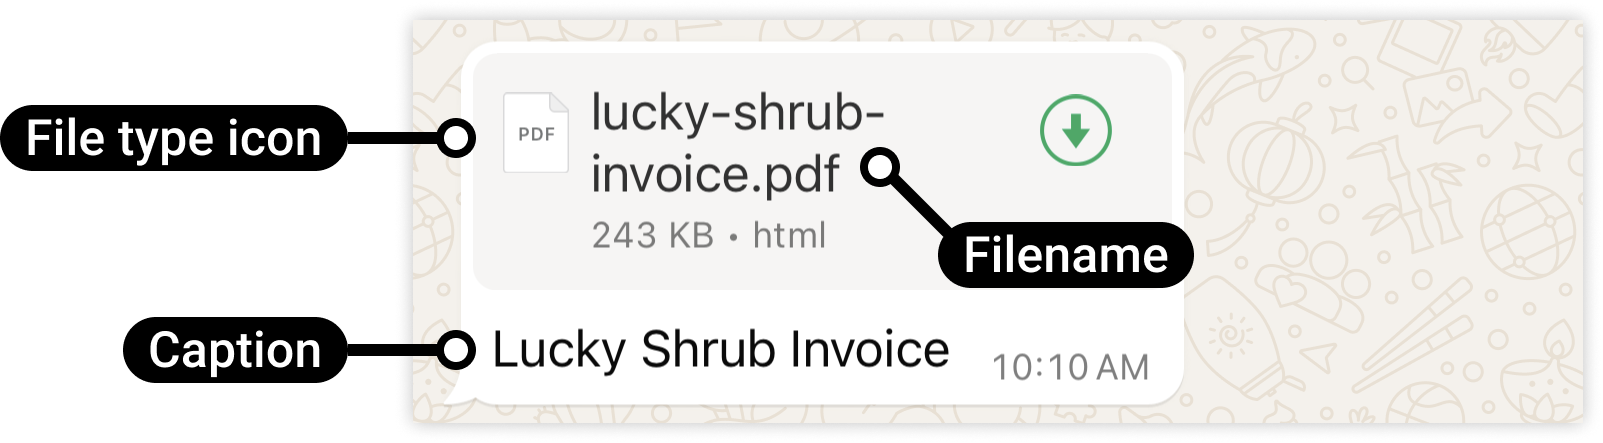 File type icon
PDF
lucky-shrub-
invoice.pdf
243 KB • html
Filename
Caption
Lucky Shrub Invoice
10:10 AM